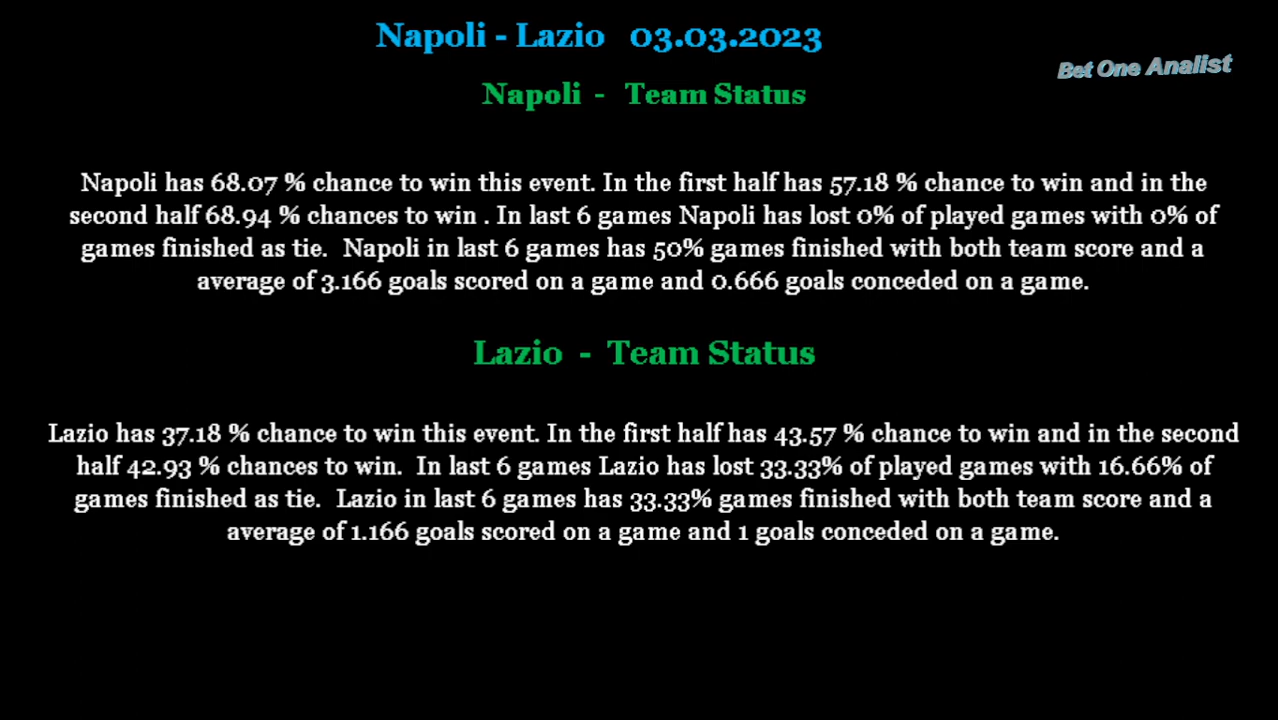 Napoli - Lazio 03.03.2023
Bet One Analist
Napoli - Team Status
Napoli has 68.07 % chance to win this event. In the first half has 57.18 % chance to win and in the
second half 68.94 % chances to win . In last 6 games Napoli has lost 0% of played games with 0% of
games finished as tie. Napoli in last 6 games has 50% games finished with both team score and a
average of 3.166 goals scored on a game and 0.666 goals conceded on a game.
Lazio - Team Status
Lazio has 37.18 % chance to win this event. In the first half has 43.57 % chance to win and in the second
half 42.93 % chances to win. In last 6 games Lazio has lost 33.33% of played games with 16.66% of
games finished as tie. Lazio in last 6 games has 33.33% games finished with both team score and a
average of 1.166 goals scored on a game and 1 goals conceded on a game.